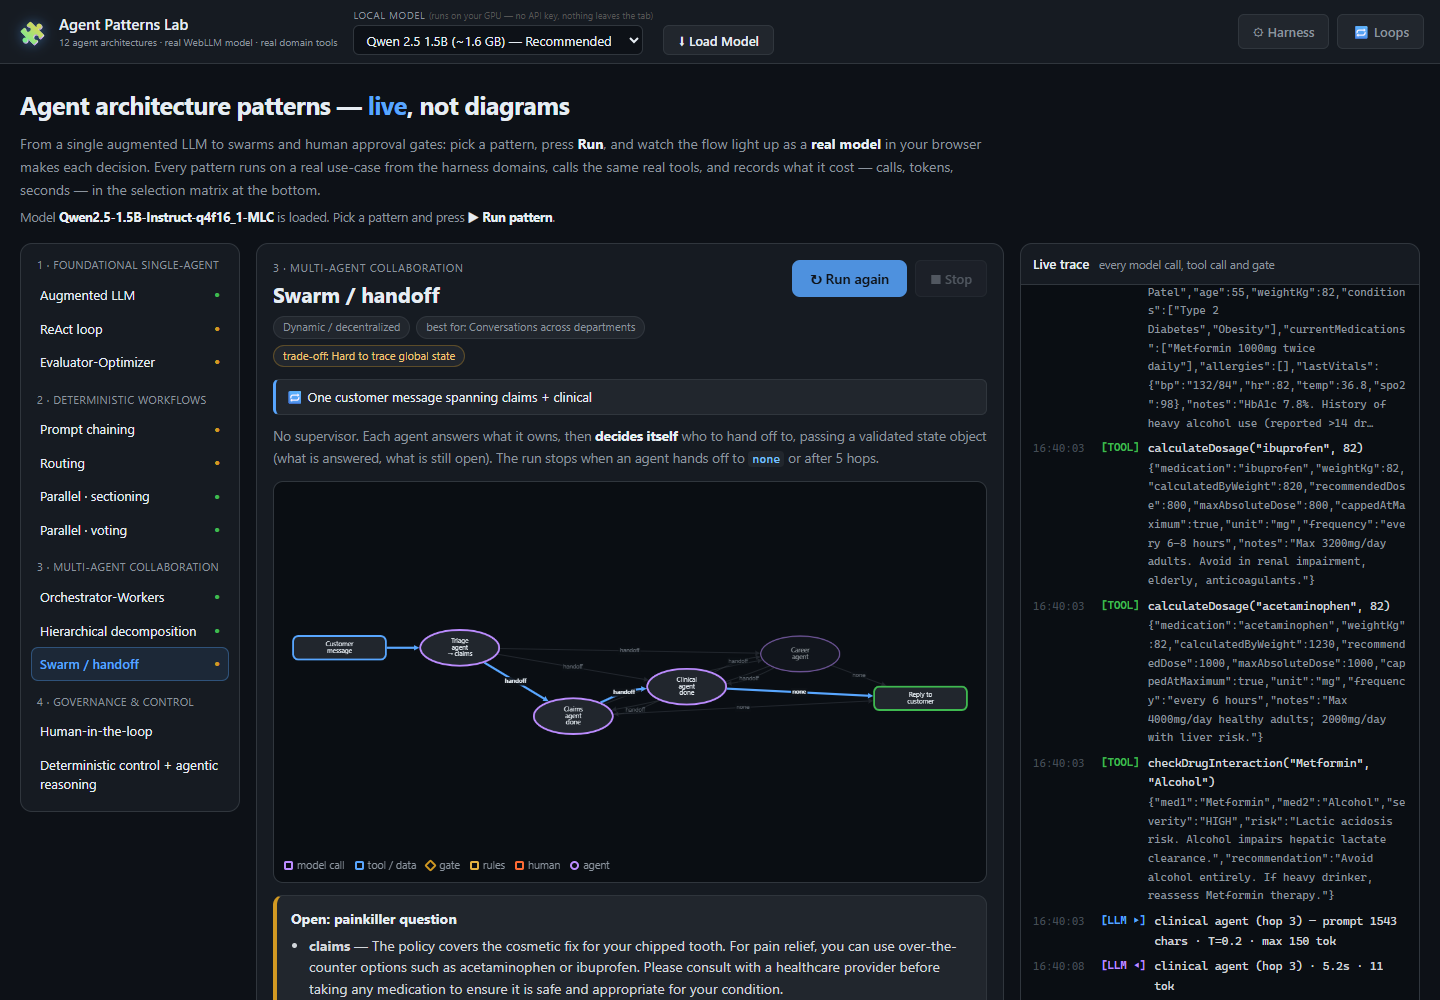 Agent Patterns Lab
12 agent architectures · real WebLLM model · real domain tools
LOCAL MODEL (runs on your GPU — no API key, nothing leaves the tab)
Qwen 2.5 1.5B (~1.6 GB) — Recommended
⬇ Load Model
⚙ Harness
🔁 Loops
Agent architecture patterns — live, not diagrams
From a single augmented LLM to swarms and human approval gates: pick a pattern, press Run, and watch the flow light up as a real model in your browser
makes each decision. Every pattern runs on a real use-case from the harness domains, calls the same real tools, and records what it cost — calls, tokens,
seconds — in the selection matrix at the bottom.
Model Qwen2.5-1.5B-Instruct-q4f16_1-MLC is loaded. Pick a pattern and press ▶ Run pattern.
1 · FOUNDATIONAL SINGLE-AGENT
Augmented LLM
ReAct loop
Evaluator-Optimizer
2 · DETERMINISTIC WORKFLOWS
Prompt chaining
Routing
Parallel · sectioning
Parallel · voting
3 · MULTI-AGENT COLLABORATION
Orchestrator-Workers
Hierarchical decomposition
Swarm / handoff
4 · GOVERNANCE & CONTROL
Human-in-the-loop
Deterministic control + agentic
reasoning
3 · MULTI-AGENT COLLABORATION
Swarm / handoff
↻ Run again
■ Stop
Dynamic / decentralized
best for: Conversations across departments
trade-off: Hard to trace global state
🔁 One customer message spanning claims + clinical
No supervisor. Each agent answers what it owns, then decides itself who to hand off to, passing a validated state object
(what is answered, what is still open). The run stops when an agent hands off to none or after 5 hops.
Customer
message
Triage
agent
→ claims
handoff
handoff
handoff
Claims
agent
done
handoff
handoff
Clinical
agent
done
handoff
handoff
Career
agent
none
none
none
Reply to
customer
model call
tool / data
gate
rules
human
agent
Open: painkiller question
• claims — The policy covers the cosmetic fix for your chipped tooth. For pain relief, you can use over-the-
counter options such as acetaminophen or ibuprofen. Please consult with a healthcare provider before
taking any medication to ensure it is safe and appropriate for your condition.
Live trace every model call, tool call and gate
Patel","age":55,"weightKg":82,"condition
s":["Type 2
Diabetes","Obesity"],"currentMedications
":["Metformin 1000mg twice
daily"],"allergies":[],"lastVitals":
{"bp":"132/84","hr":82,"temp":36.8,"spo2
":98},"notes":"HbA1c 7.8%. History of
heavy alcohol use (reported >14 dr…
16:40:03 [TOOL] calculateDosage("ibuprofen", 82)
{"medication":"ibuprofen","weightKg":82,
"calculatedByWeight":820,"recommendedDos
e":800,"maxAbsoluteDose":800,"cappedAtMa
ximum":true,"unit":"mg","frequency":"eve
ry 6–8 hours","notes":"Max 3200mg/day
adults. Avoid in renal impairment,
elderly, anticoagulants."}
16:40:03 [TOOL] calculateDosage("acetaminophen", 82)
{"medication":"acetaminophen","weightKg"
:82,"calculatedByWeight":1230,"recommend
edDose":1000,"maxAbsoluteDose":1000,"cap
pedAtMaximum":true,"unit":"mg","frequenc
y":"every 6 hours","notes":"Max
4000mg/day healthy adults; 2000mg/day
with liver risk."}
16:40:03 [TOOL] checkDrugInteraction("Metformin",
"Alcohol")
{"med1":"Metformin","med2":"Alcohol","se
verity":"HIGH","risk":"Lactic acidosis
risk. Alcohol impairs hepatic lactate
clearance.","recommendation":"Avoid
alcohol entirely. If heavy drinker,
reassess Metformin therapy."}
16:40:03 [LLM ▸] clinical agent (hop 3) — prompt 1543
chars · T=0.2 · max 150 tok
16:40:08 [LLM ◂] clinical agent (hop 3) · 5.2s · 11
tok